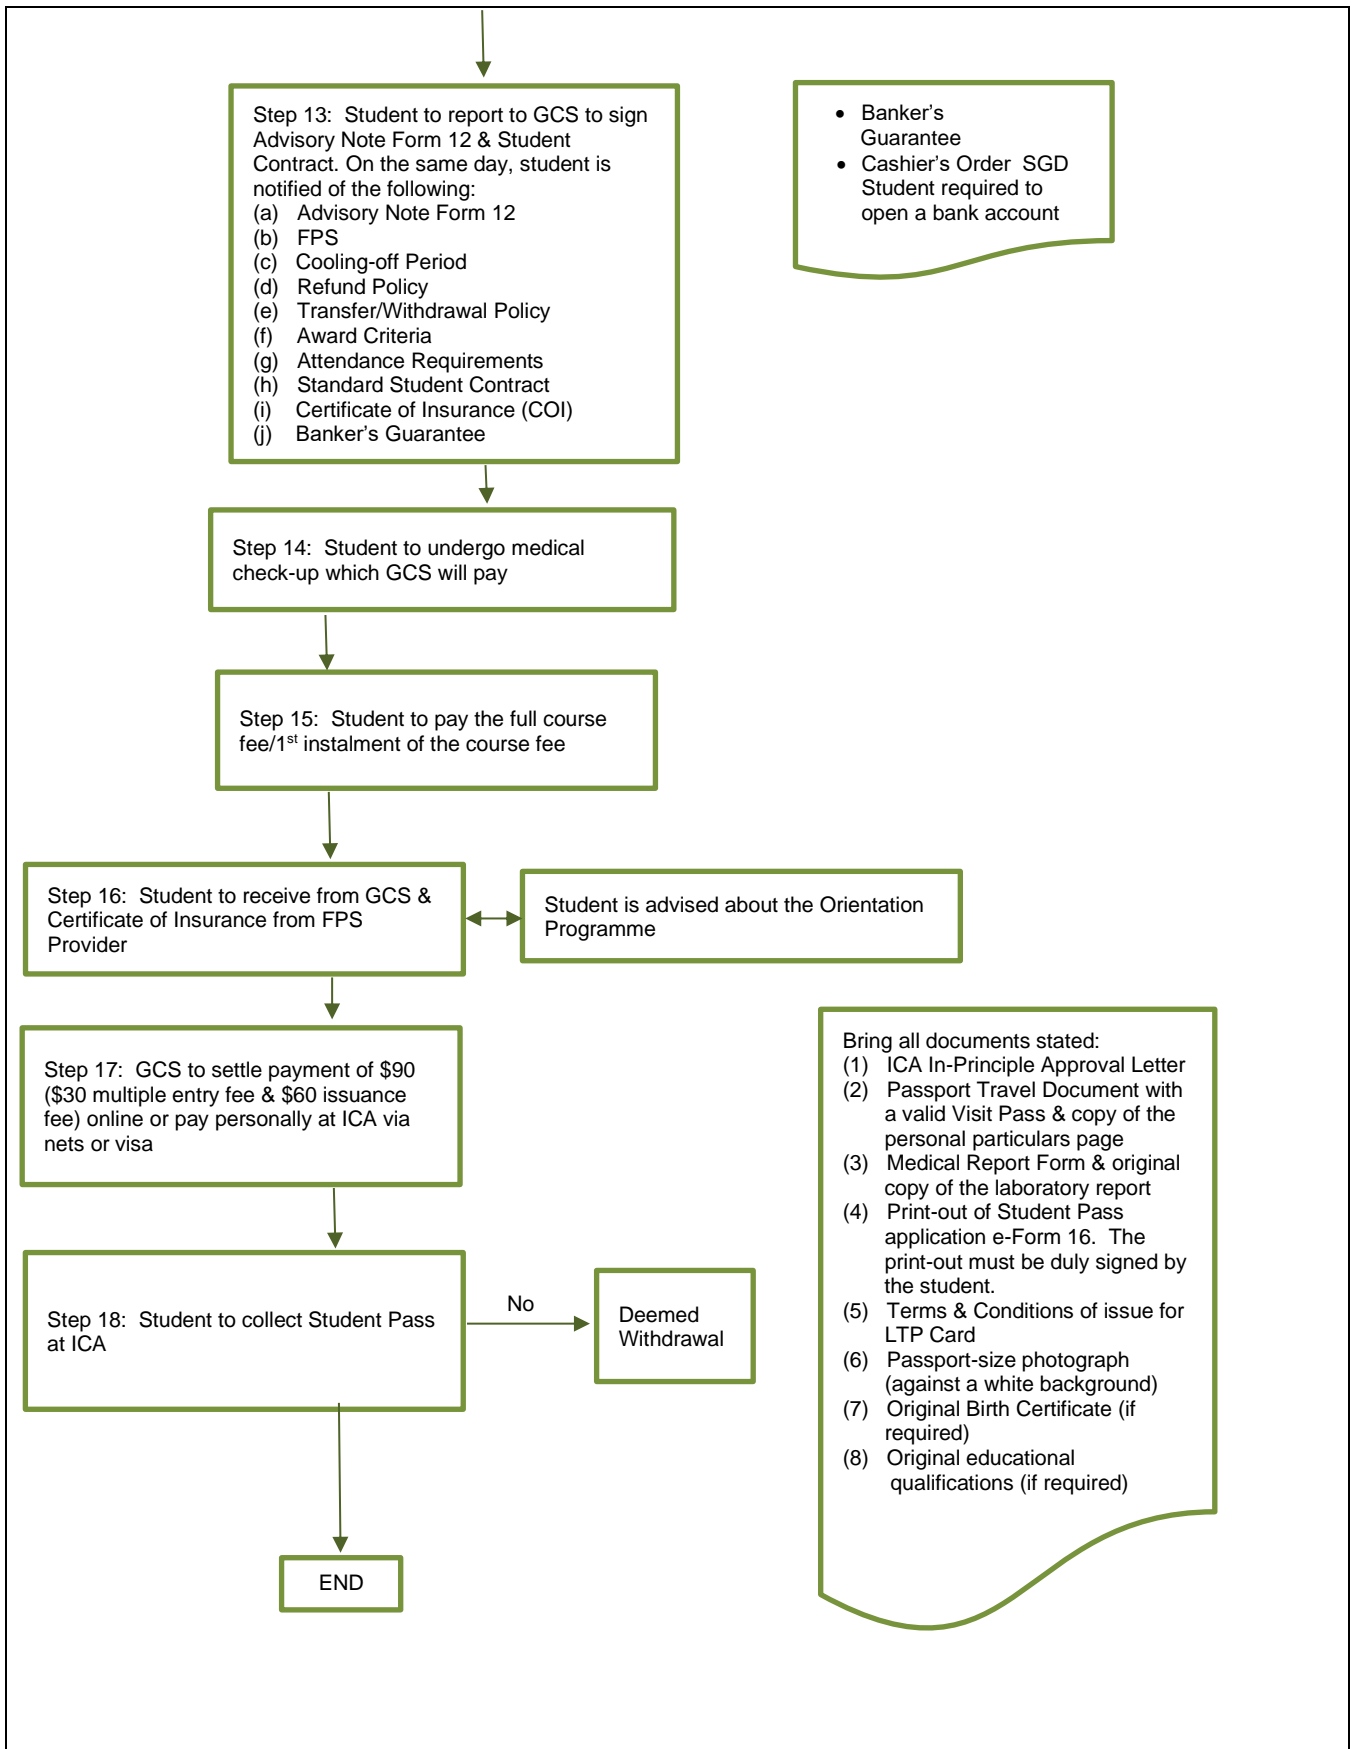 Step 13: Student to report to GCS to sign
Advisory Note Form 12 & Student
Contract. On the same day, student is
notified of the following:
(a) Advisory Note Form 12
(b) FPS
(c) Cooling-off Period
(d) Refund Policy
(e) Transfer/Withdrawal Policy
(f) Award Criteria
(g) Attendance Requirements
(h) Standard Student Contract
(i) Certificate of Insurance (COI)
(j) Banker's Guarantee
• Banker's
Guarantee
• Cashier's Order SGD
Student required to
open a bank account
Step 14: Student to undergo medical
check-up which GCS will pay
Step 15: Student to pay the full course
fee/1st instalment of the course fee
Step 16: Student to receive from GCS &
Certificate of Insurance from FPS
Provider
Student is advised about the Orientation
Programme
Step 17: GCS to settle payment of $90
($30 multiple entry fee & $60 issuance
fee) online or pay personally at ICA via
nets or visa
Bring all documents stated:
(1) ICA In-Principle Approval Letter
(2) Passport Travel Document with
a valid Visit Pass & copy of the
personal particulars page
(3) Medical Report Form & original
copy of the laboratory report
(4) Print-out of Student Pass
application e-Form 16. The
print-out must be duly signed by
the student.
(5) Terms & Conditions of issue for
LTP Card
(6) Passport-size photograph
(against a white background)
(7) Original Birth Certificate (if
required)
(8) Original educational
qualifications (if required)
Step 18: Student to collect Student Pass
at ICA
No
Deemed
Withdrawal
END